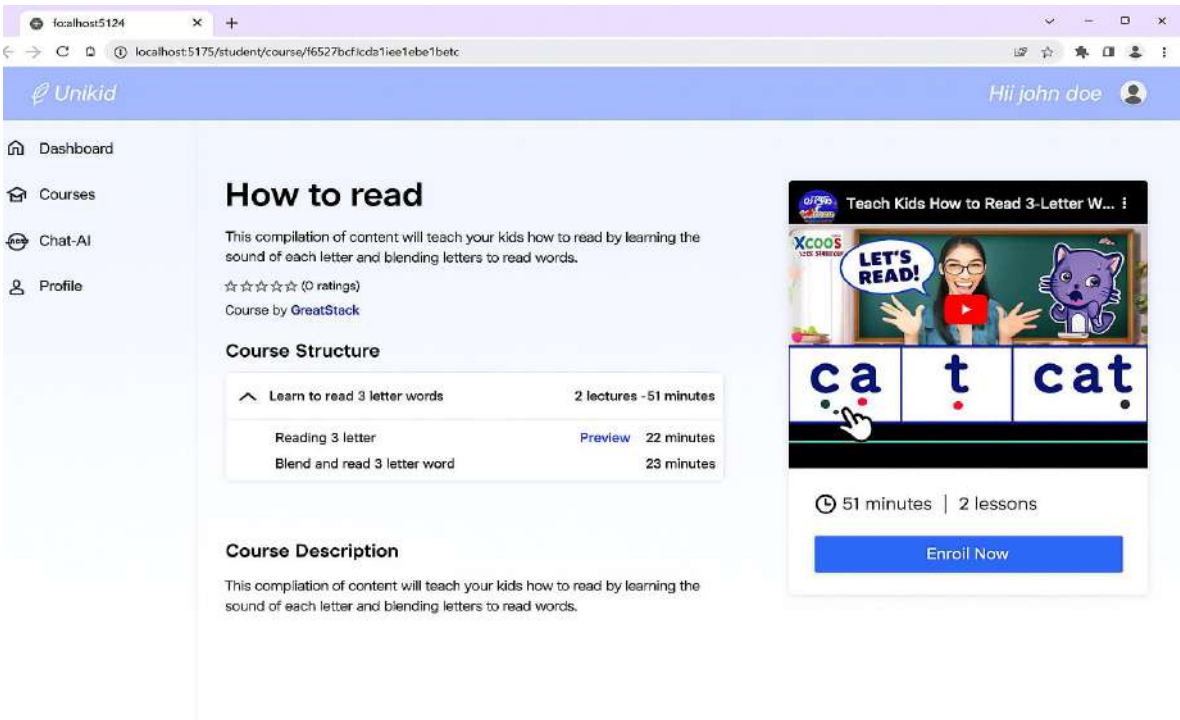 fo:alhost5124
localhost:5175/student/course/f6527bcficda1iee1ebe1betc
Unikid
Hii john doe
Dashboard
Courses
Chat-AI
Profile
How to read
This compilation of content will teach your kids how to read by learning the
sound of each letter and blending letters to read words.
(0 ratings)
Course by GreatStack
Course Structure
Learn to read 3 letter words 2 lectures -51 minutes
Reading 3 letter Preview 22 minutes
Blend and read 3 letter word 23 minutes
Course Description
This compliation of content will teach your kids how to read by learning the
sound of each letter and blending letters to read words.
Teach Kids How to Read 3-Letter W...
XCOOS
LET'S
READ!
ca t cat
51 minutes | 2 lessons
Enroil Now